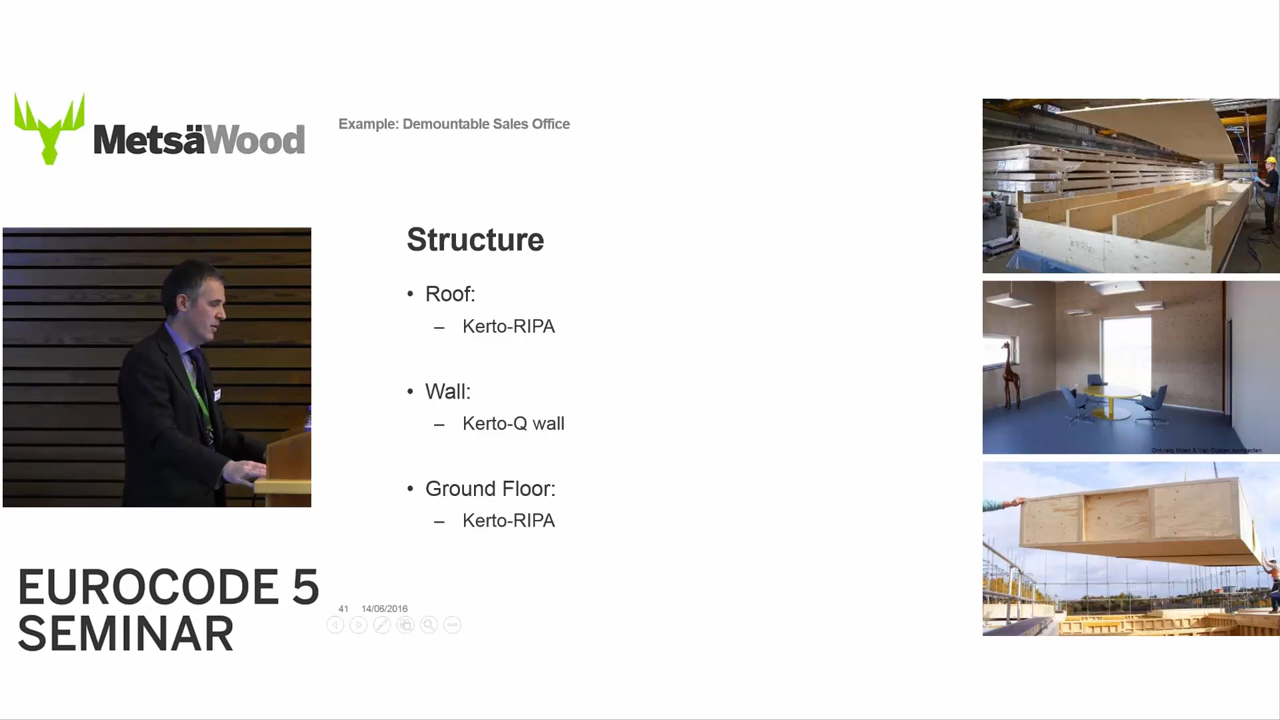 MetsäWood
Example: Demountable Sales Office
Structure
• Roof:
– Kerto-RIPA
• Wall:
– Kerto-Q wall
• Ground Floor:
– Kerto-RIPA
EUROCODE 5
SEMINAR
41 14/06/2016